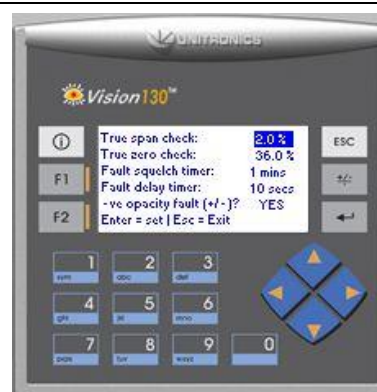 UNITRONICS
Vision130™
True span check: 2.0 %
True zero check: 36.0 %
Fault squelch timer: 1 mins
Fault delay timer: 10 secs
-ve opacity fault (+/-)? YES
Enter = set | Esc = Exit
i
ESC
F1
+/-
F2
1 2 3
abc def
4 5 6
ghi jkl mno
7 8 9 0
pqrs tuv wxyz